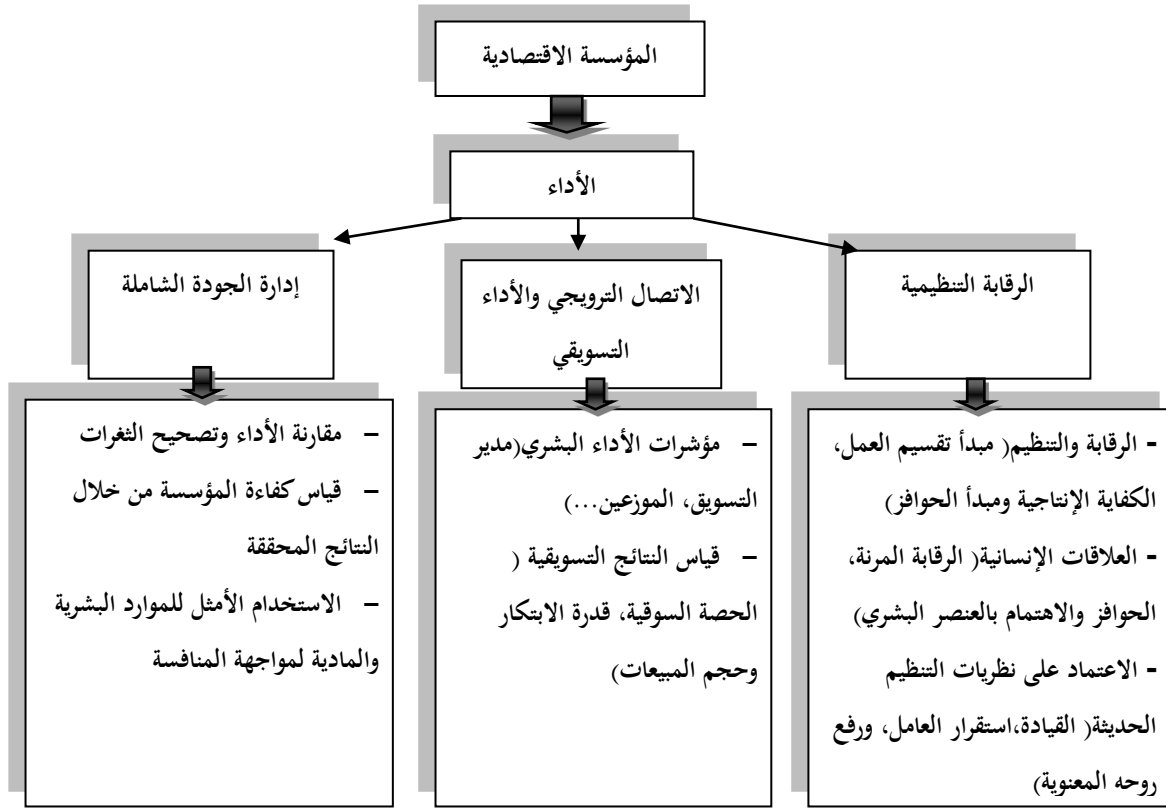 المؤسسة الاقتصادية
الأداء
الرقابة التنظيمية
الاتصال الترويجي والأداء
التسويقي
إدارة الجودة الشاملة
- الرقابة والتنظيم( مبدأ تقسيم العمل،
الكفاية الإنتاجية ومبدأ الحوافز)
- العلاقات الإنسانية( الرقابة المرنة،
الحوافز والاهتمام بالعنصر البشري)
- الاعتماد على نظريات التنظيم
الحديثة( القيادة،استقرار العامل، ورفع
روحه المعنوية)
– مؤشرات الأداء البشري(مدير
التسويق، الموزعين...)
– قياس النتائج التسويقية (
الحصة السوقية، قدرة الابتكار
وحجم المبيعات)
– مقارنة الأداء وتصحيح الثغرات
– قياس كفاءة المؤسسة من خلال
النتائج المحققة
– الاستخدام الأمثل للموارد البشرية
والمادية لمواجهة المنافسة